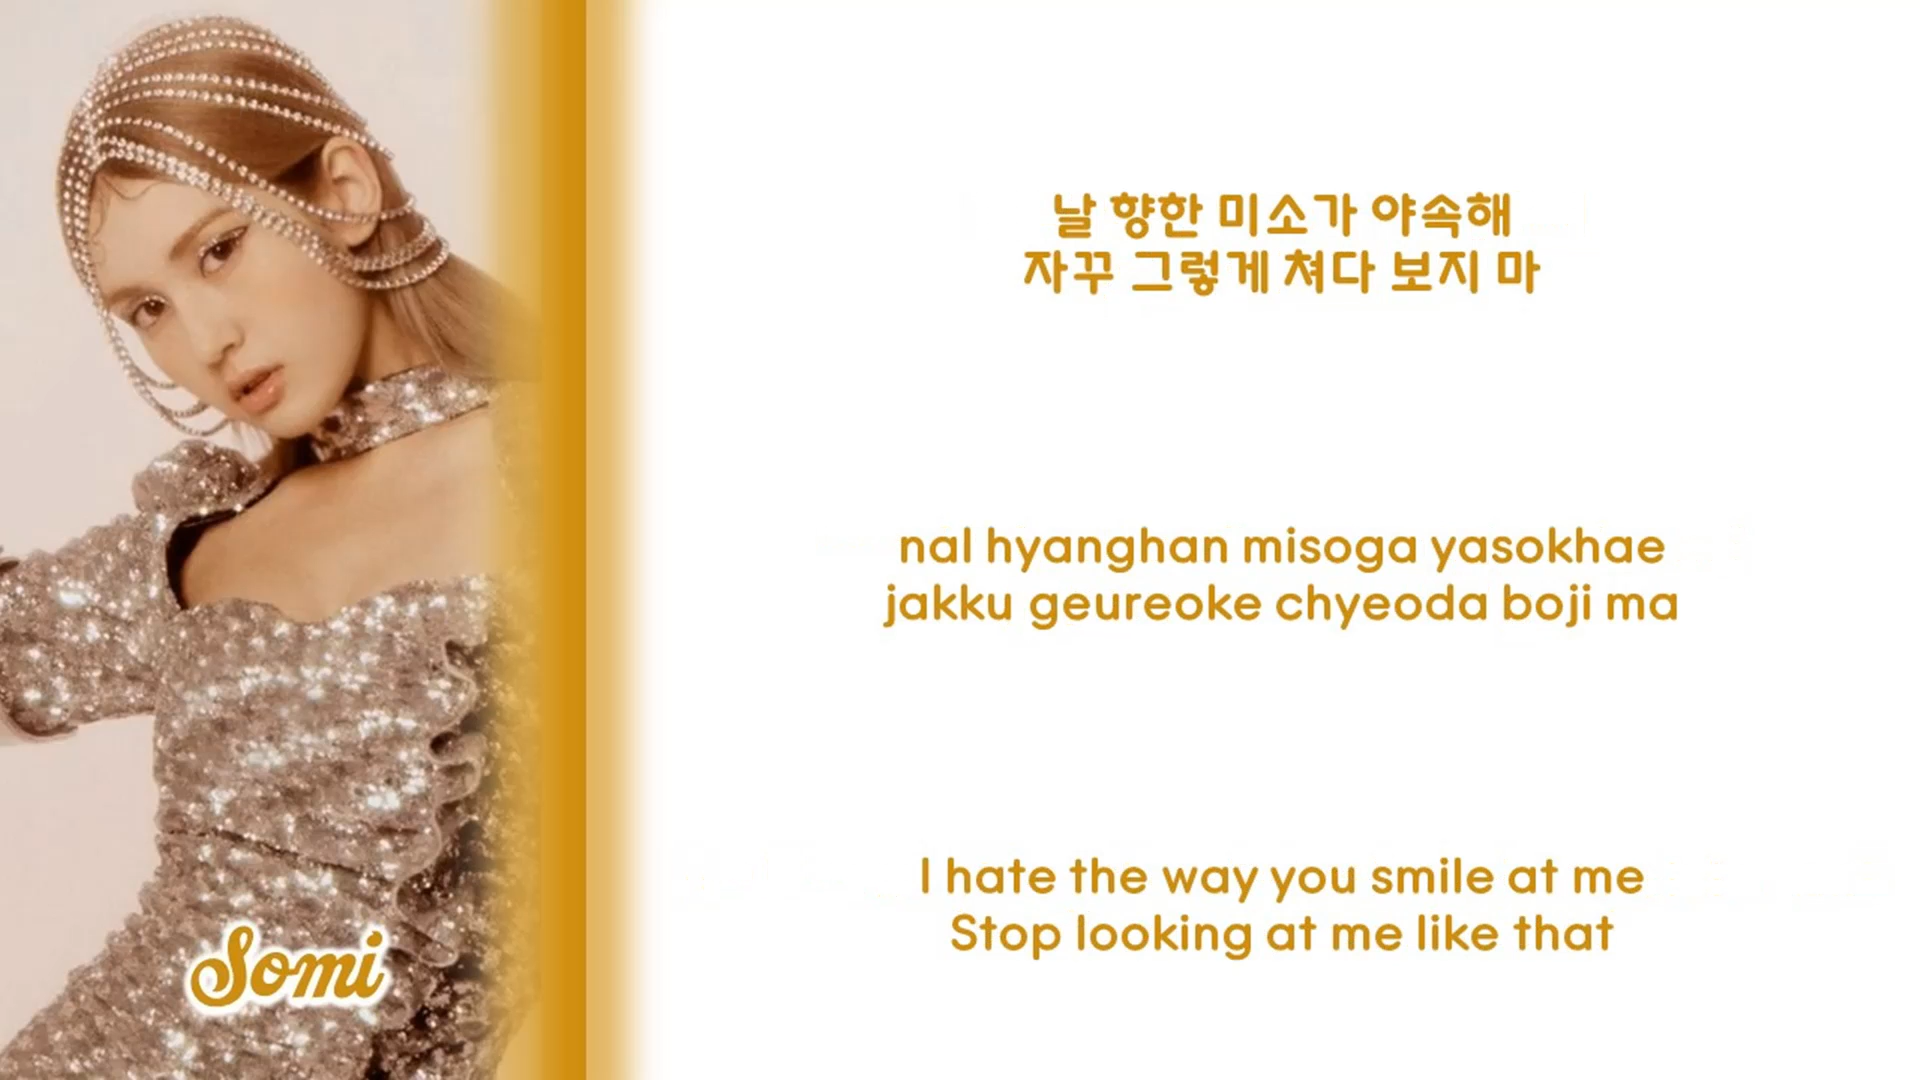 날 향한 미소가 야속해
자꾸 그렇게 쳐다 보지 마
nal hyanghan misoga yasokhae
jakku geureoke chyeoda boji ma
I hate the way you smile at me
Stop looking at me like that
Somi